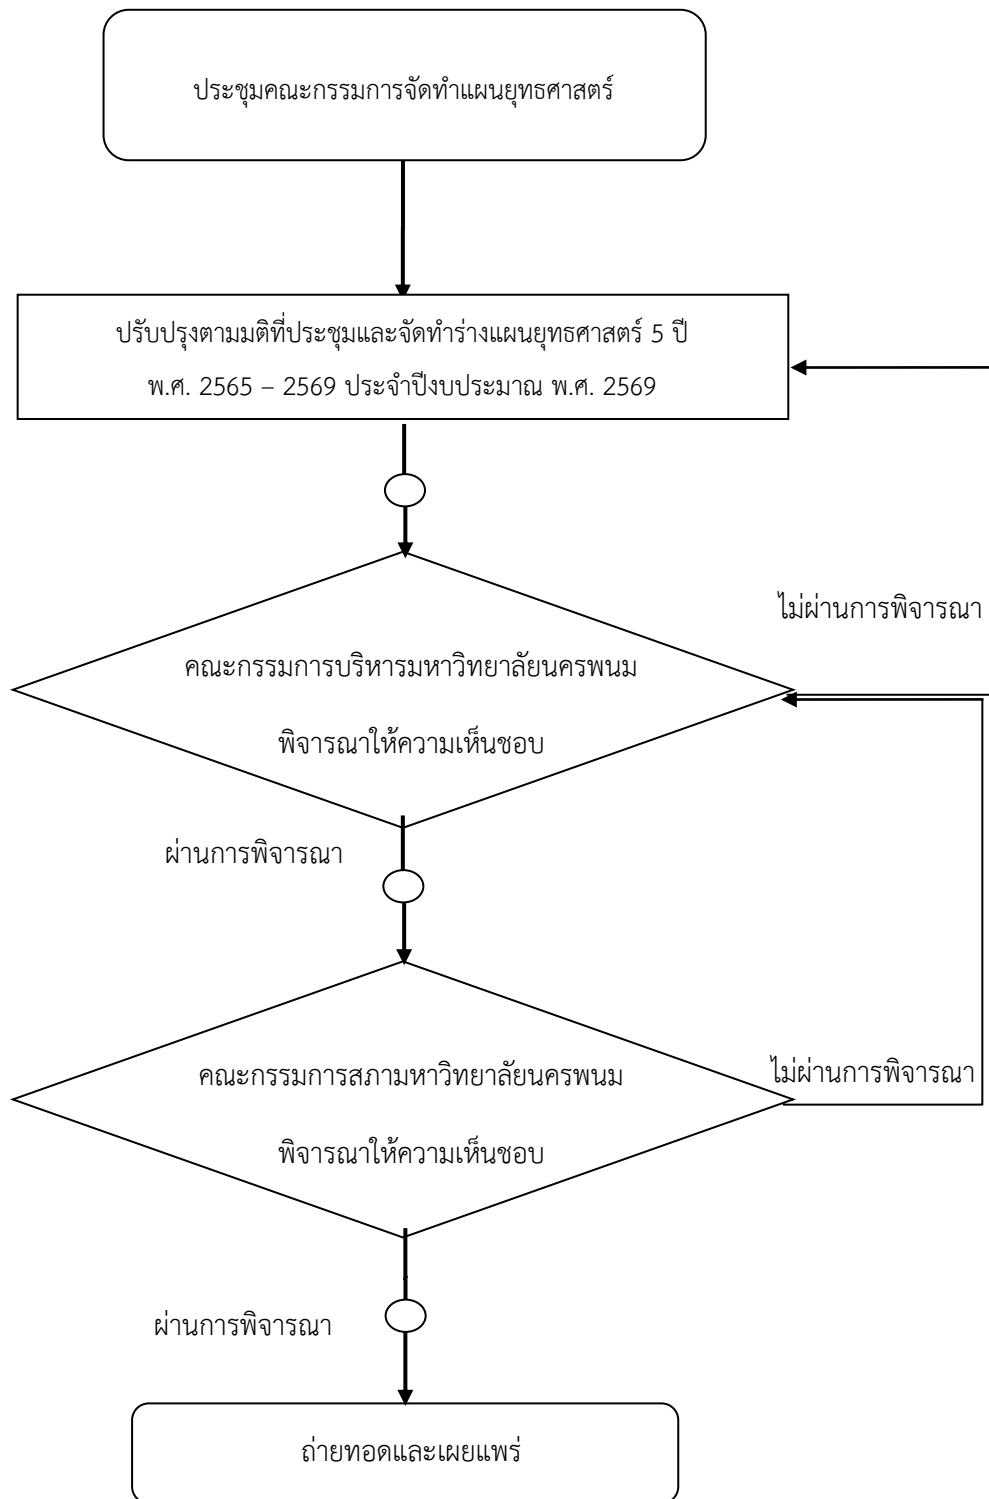 ประชุมคณะกรรมการจัดทำแผนยุทธศาสตร์
ปรับปรุงตามมติที่ประชุมและจัดทำร่างแผนยุทธศาสตร์ 5 ปี
พ.ศ. 2565 – 2569 ประจำปีงบประมาณ พ.ศ. 2569
ไม่ผ่านการพิจารณา
คณะกรรมการบริหารมหาวิทยาลัยนครพนม
พิจารณาให้ความเห็นชอบ
ผ่านการพิจารณา
ไม่ผ่านการพิจารณา
คณะกรรมการสภามหาวิทยาลัยนครพนม
พิจารณาให้ความเห็นชอบ
ผ่านการพิจารณา
ถ่ายทอดและเผยแพร่